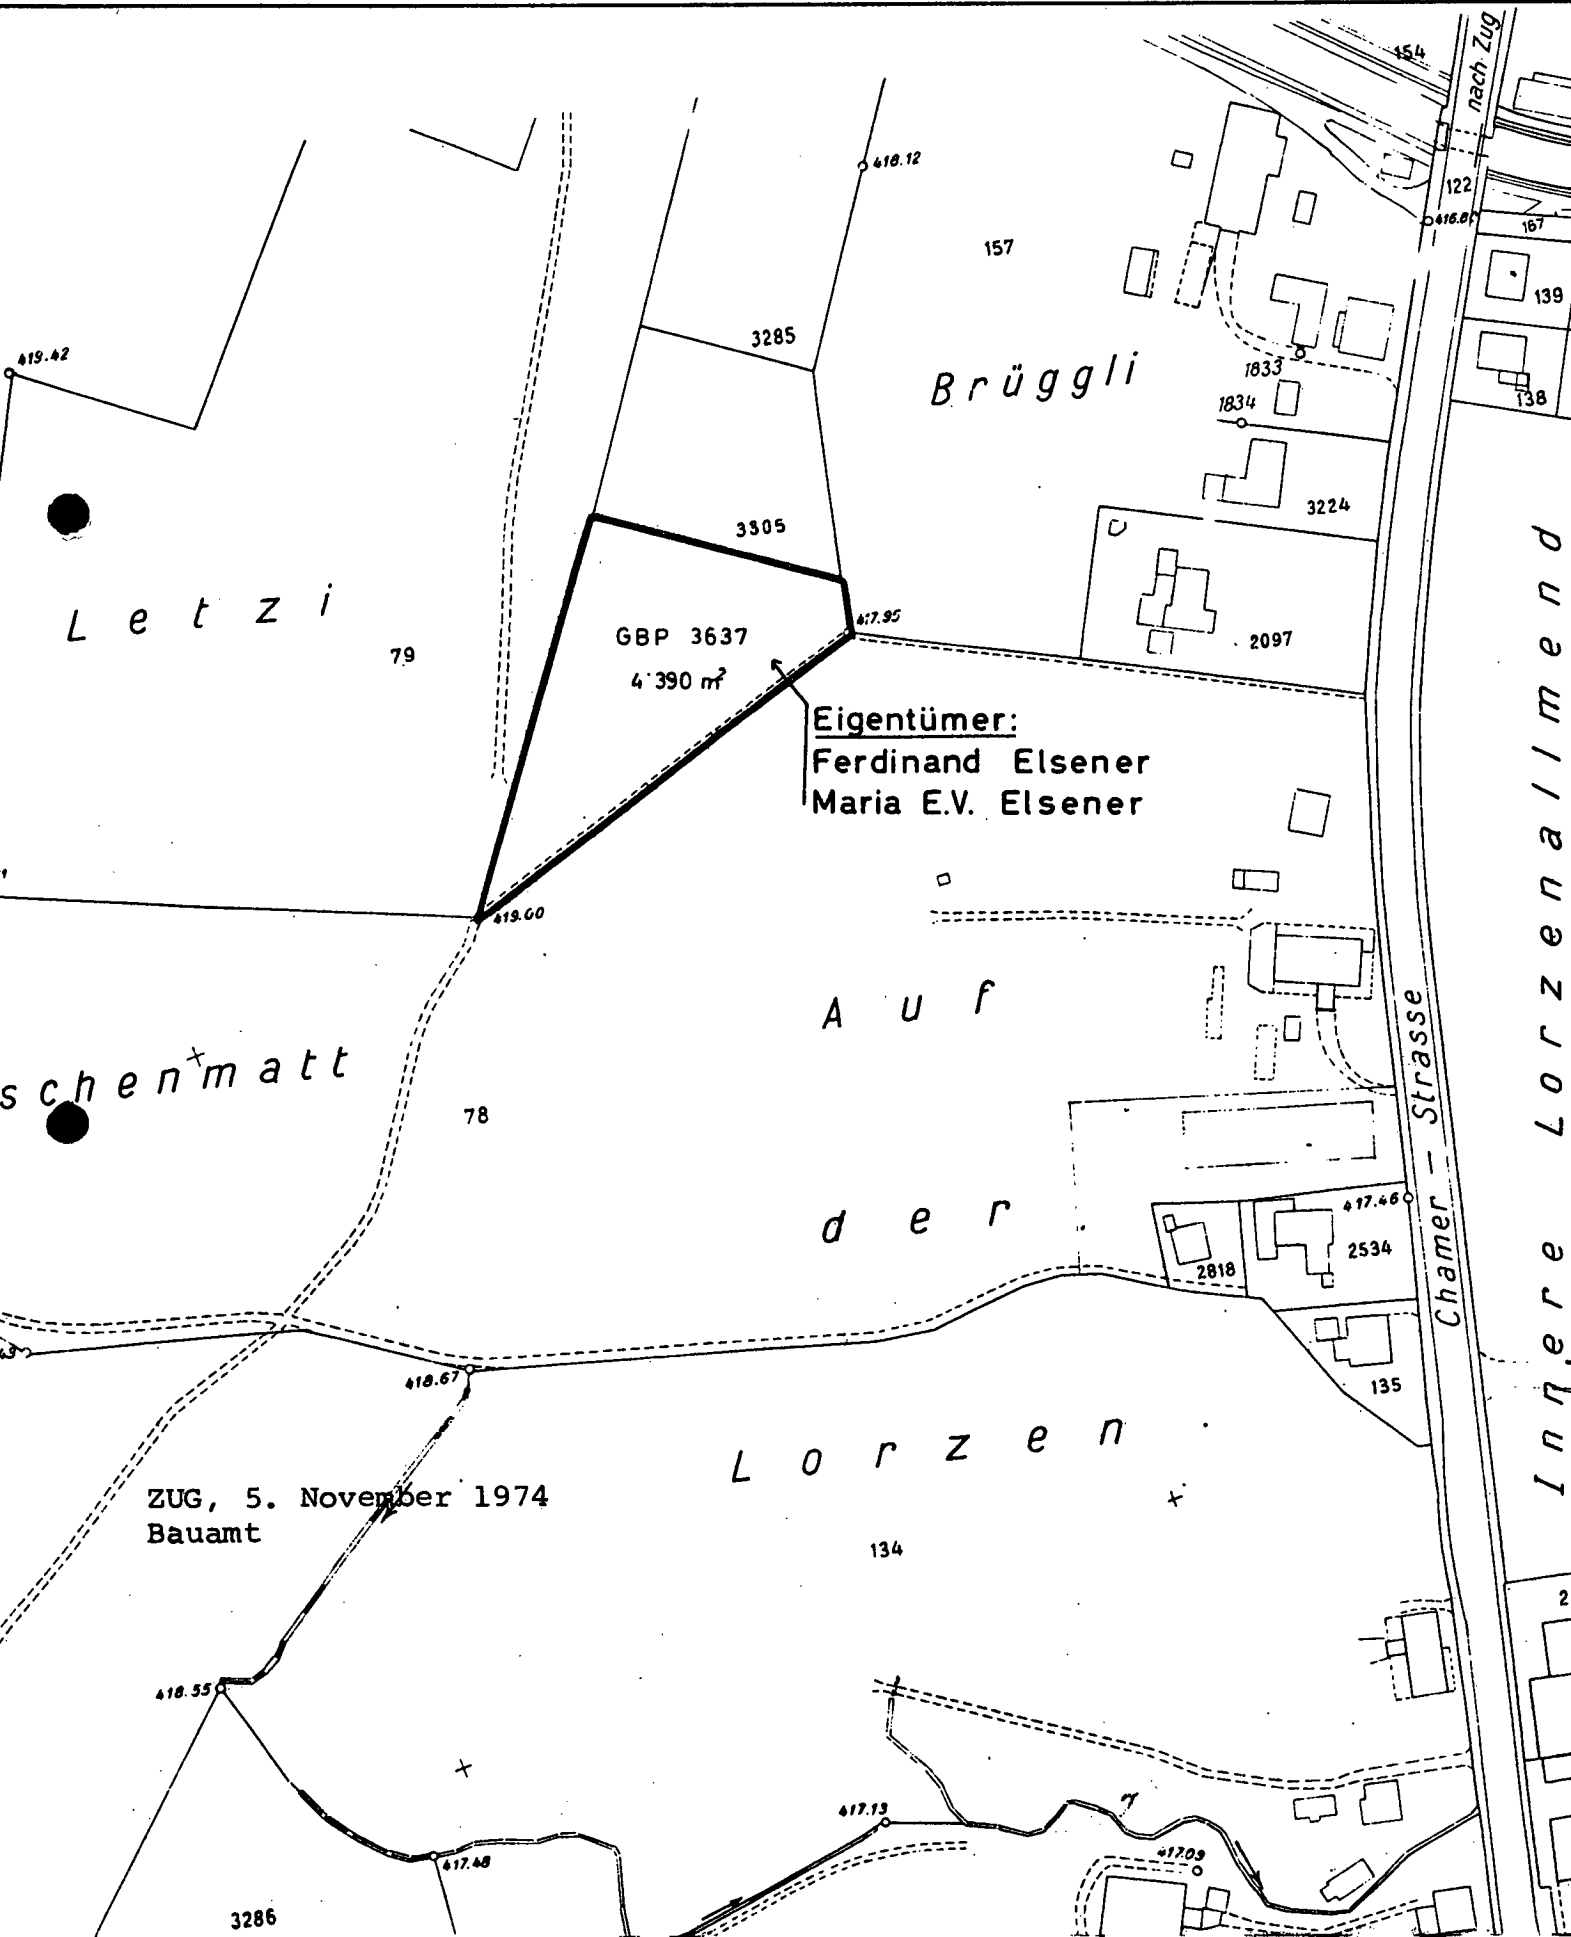 154
nach Zug
418.12
122
157
167
139
3285
419.42
Brüggli
1833
138
1834
3224
3305
Letzi
417.95
GBP 3637
2097
79
4'390 m²
Eigentümer:
Ferdinand Elsener
Maria E.V. Elsener
419.00
Auf
schenmatt
78
Chamer - Strasse
Innere Lorzenallmend
417.46
der
2534
2818
418.67
135
Lorzen
ZUG, 5. November 1974
Bauamt
134
418.55
417.13
417.09
417.48
3286